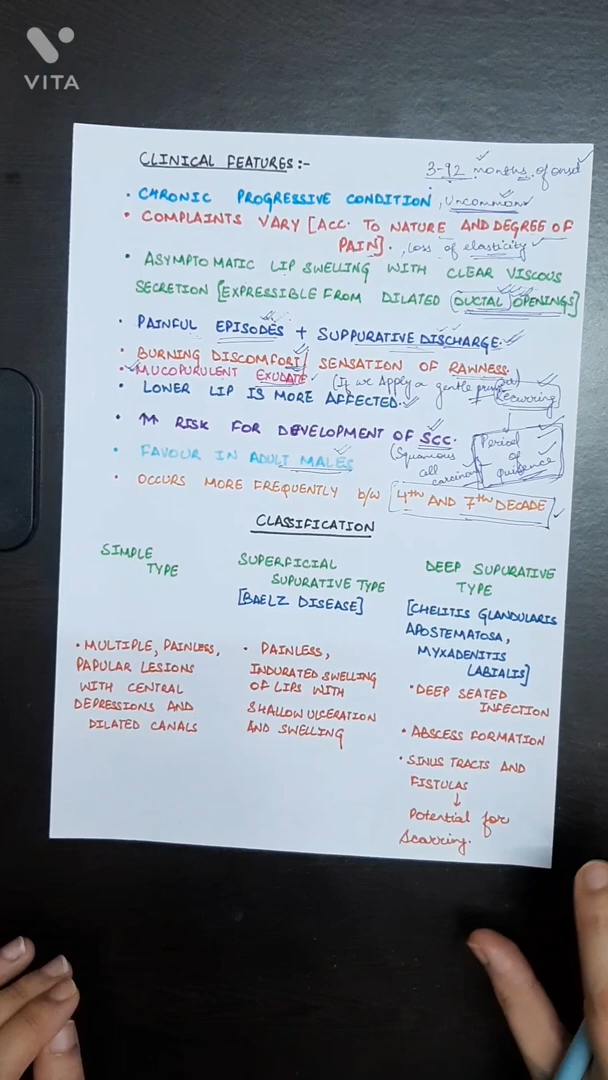 VITA
CLINICAL FEATURES:-
3-92 months of onset
• CHRONIC PROGRESSIVE CONDITION, uncommon
• COMPLAINTS VARY [ACC. TO NATURE AND DEGREE OF
PAIN]., loss of elasticity
• ASYMPTOMATIC LIP SWELLING WITH CLEAR VISCOUS
SECRETION [EXPRESSIBLE FROM DILATED (DUCTAL) OPENINGS]
• PAINFUL EPISODES + SUPPURATIVE DISCHARGE.
• BURNING DISCOMFORT/ SENSATION OF RAWNESS.
• MUCOPURULENT EXUDATE (If we apply a gentle
• LOWER LIP IS MORE AFFECTED. Recurring
• ↑↑ RISK FOR DEVELOPMENT OF SCC.
(Squamous
cell
carcinoma)
Period
of
• FAVOUR IN ADULT MALES
• OCCURS MORE FREQUENTLY b/w 4TH AND 7TH DECADE
CLASSIFICATION
SIMPLE
TYPE
• MULTIPLE, PAINLESS,
PAPULAR LESIONS
WITH CENTRAL
DEPRESSIONS AND
DILATED CANALS
SUPERFICIAL
SUPURATIVE TYPE
[BAELZ DISEASE]
• PAINLESS,
INDURATED SWELLING
OF LIPS WITH
SHALLOW ULCERATION
AND SWELLING
DEEP SUPURATIVE
TYPE
[CHELITIS GLANDULARIS
APOSTEMATOSA,
MYXADENITIS
LABIALIS]
• DEEP SEATED
INFECTION
• ABSCESS FORMATION
• SINUS TRACTS AND
FISTULAS
↓
Potential for
Scarring.